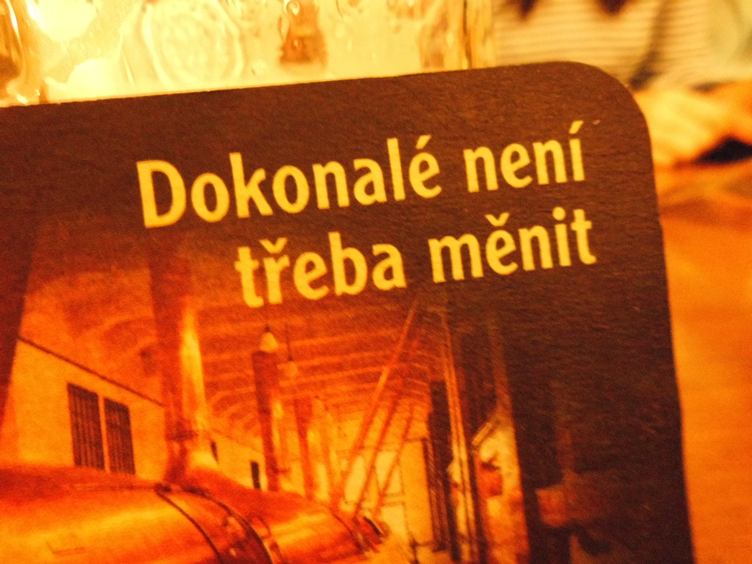 Dokonalé není
třeba měnit